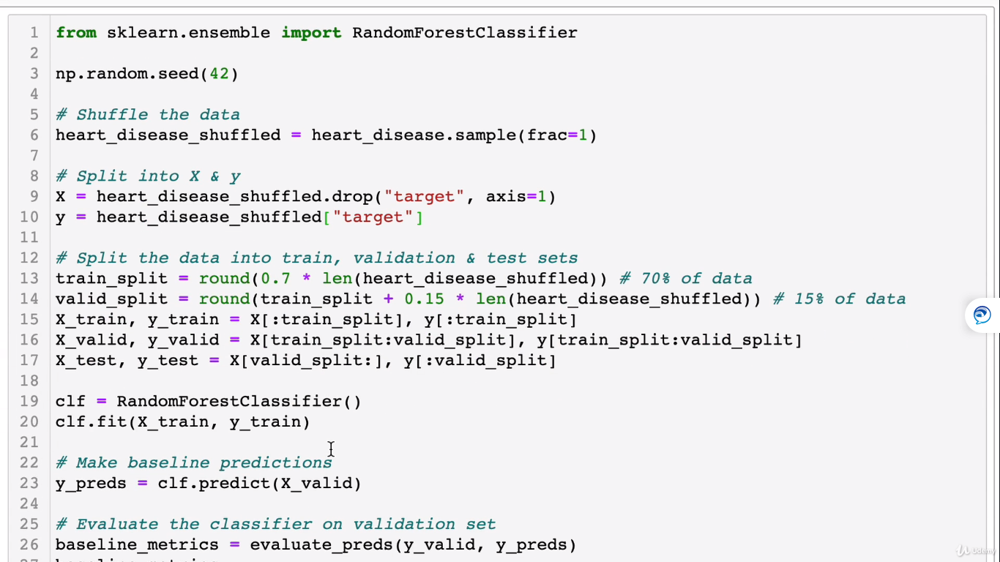 1 from sklearn.ensemble import RandomForestClassifier
2
3 np.random.seed(42)
4
5 # Shuffle the data
6 heart_disease_shuffled = heart_disease.sample(frac=1)
7
8 # Split into X & y
9 X = heart_disease_shuffled.drop("target", axis=1)
10 y = heart_disease_shuffled["target"]
11
12 # Split the data into train, validation & test sets
13 train_split = round(0.7 * len(heart_disease_shuffled)) # 70% of data
14 valid_split = round(train_split + 0.15 * len(heart_disease_shuffled)) # 15% of data
15 X_train, y_train = X[:train_split], y[:train_split]
16 X_valid, y_valid = X[train_split:valid_split], y[train_split:valid_split]
17 X_test, y_test = X[valid_split:], y[:valid_split]
18
19 clf = RandomForestClassifier()
20 clf.fit(X_train, y_train)
21
22 # Make baseline predictions
23 y_preds = clf.predict(X_valid)
24
25 # Evaluate the classifier on validation set
26 baseline_metrics = evaluate_preds(y_valid, y_preds)
Udemy